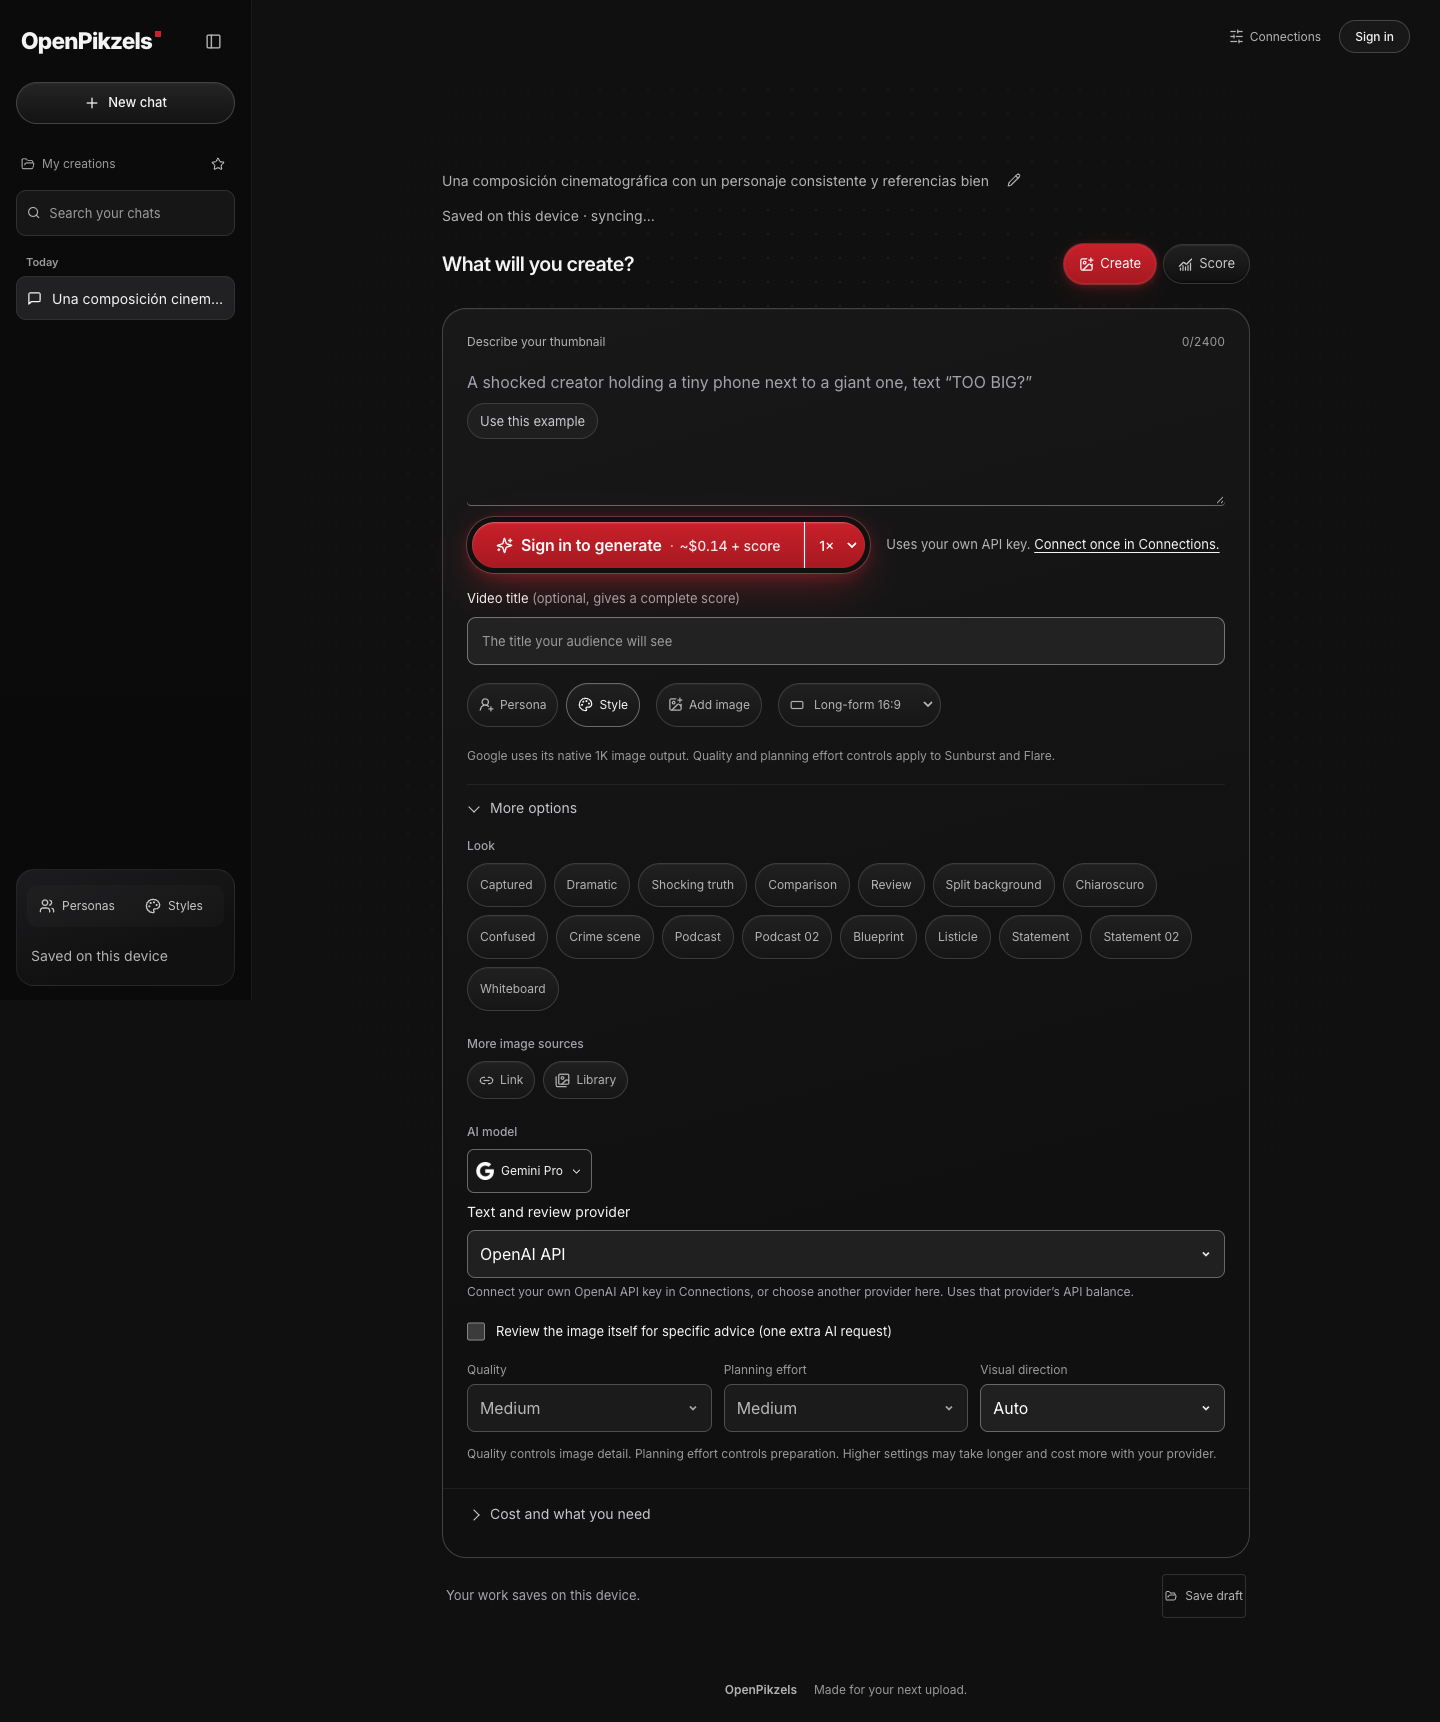 OpenPikzels
Connections
Sign in
New chat
My creations
Search your chats
Today
Una composición cinem...
Personas
Styles
Saved on this device
Una composición cinematográfica con un personaje consistente y referencias bien
Saved on this device · syncing...
What will you create?
Create
Score
Describe your thumbnail
0/2400
A shocked creator holding a tiny phone next to a giant one, text “TOO BIG?”
Use this example
Sign in to generate · ~$0.14 + score
1×
Uses your own API key. Connect once in Connections.
Video title (optional, gives a complete score)
The title your audience will see
Persona
Style
Add image
Long-form 16:9
Google uses its native 1K image output. Quality and planning effort controls apply to Sunburst and Flare.
More options
Look
Captured
Dramatic
Shocking truth
Comparison
Review
Split background
Chiaroscuro
Confused
Crime scene
Podcast
Podcast 02
Blueprint
Listicle
Statement
Statement 02
Whiteboard
More image sources
Link
Library
AI model
Gemini Pro
Text and review provider
OpenAI API
Connect your own OpenAI API key in Connections, or choose another provider here. Uses that provider’s API balance.
Review the image itself for specific advice (one extra AI request)
Quality
Planning effort
Visual direction
Medium
Medium
Auto
Quality controls image detail. Planning effort controls preparation. Higher settings may take longer and cost more with your provider.
Cost and what you need
Your work saves on this device.
Save draft
OpenPikzels
Made for your next upload.